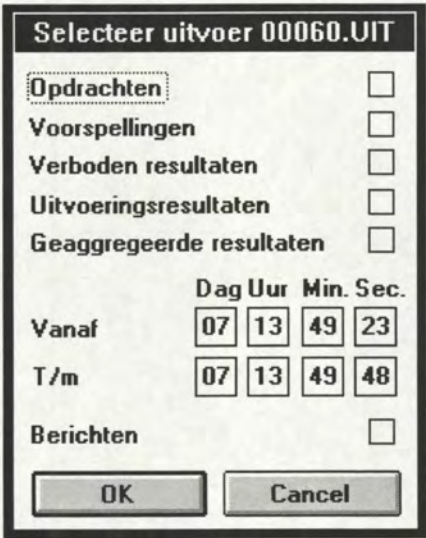 Selecteer uitvoer 00060.UIT
Opdrachten
Voorspellingen
Verboden resultaten
Uitvoeringsresultaten
Geaggregeerde resultaten
Dag Uur Min. Sec.
Vanaf 07 13 49 23
T/m 07 13 49 48
Berichten
OK Cancel